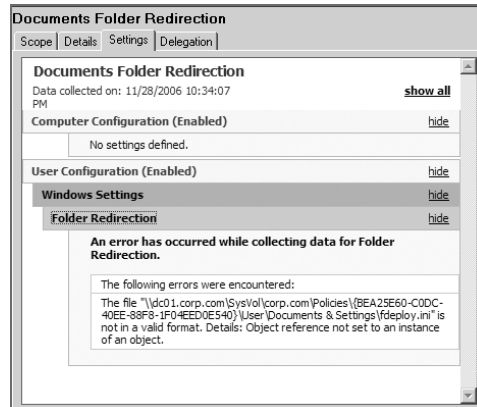 Documents Folder Redirection
Scope Details Settings Delegation
Documents Folder Redirection
Data collected on: 11/28/2006 10:34:07
PM
show all
Computer Configuration (Enabled) hide
No settings defined.
User Configuration (Enabled) hide
Windows Settings hide
Folder Redirection hide
An error has occurred while collecting data for Folder
Redirection.
The following errors were encountered:
The file "\\dc01.corp.com\SysVol\corp.com\Policies\{BEA25E60-C0DC-
40EE-88F8-1F04EED0E540}\User\Documents & Settings\fdeploy.ini" is
not in a valid format. Details: Object reference not set to an instance
of an object.